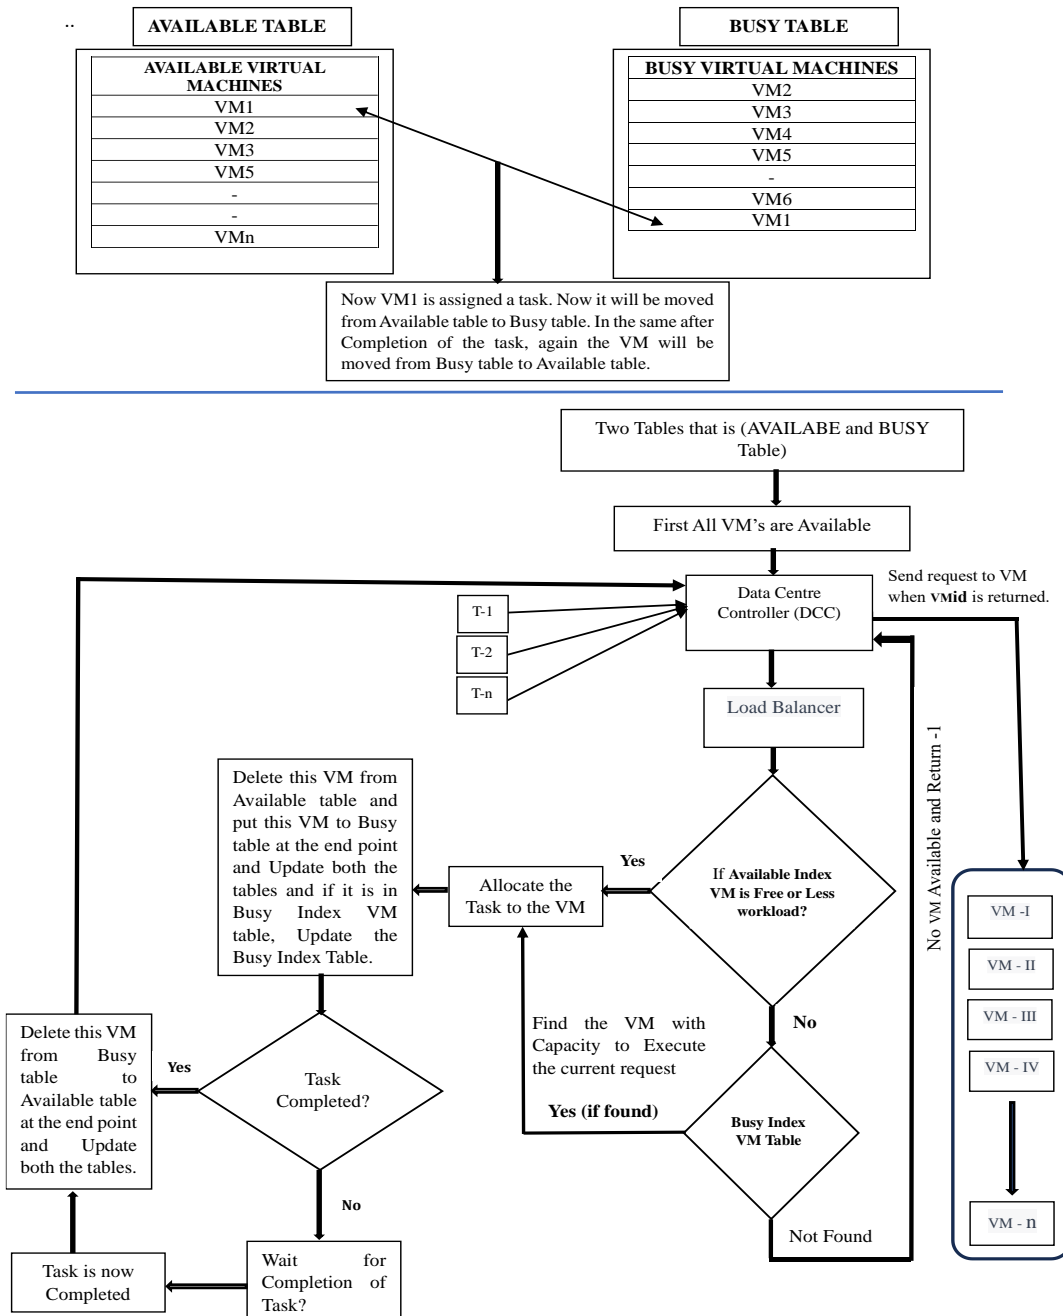 ..
AVAILABLE TABLE
BUSY TABLE
AVAILABLE VIRTUAL
MACHINES
VM1
VM2
VM3
VM5
-
-
VMn
BUSY VIRTUAL MACHINES
VM2
VM3
VM4
VM5
-
VM6
VM1
Now VM1 is assigned a task. Now it will be moved
from Available table to Busy table. In the same after
Completion of the task, again the VM will be
moved from Busy table to Available table.
Two Tables that is (AVAILABE and BUSY
Table)
First All VM’s are Available
Data Centre
Controller (DCC)
Send request to VM
when VMid is returned.
T-1
T-2
T-n
Load Balancer
No VM Available and Return -1
If Available Index
VM is Free or Less
workload?
Yes
Allocate the
Task to the VM
Delete this VM from
Available table and
put this VM to Busy
table at the end point
and Update both the
tables and if it is in
Busy Index VM
table, Update the
Busy Index Table.
No
Find the VM with
Capacity to Execute
the current request
Yes (if found)
Busy Index
VM Table
Not Found
VM -I
VM - II
VM - III
VM - IV
VM - n
Task
Completed?
Yes
Delete this VM
from Busy
table to
Available table
at the end point
and Update
both the tables.
No
Wait for
Completion of
Task?
Task is now
Completed